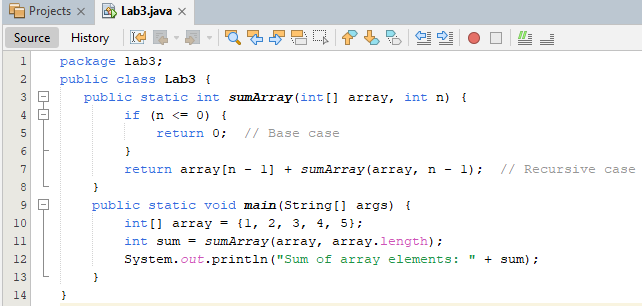 Projects × Lab3.java ×
Source History
1 package lab3;
2 public class Lab3 {
3 public static int sumArray(int[] array, int n) {
4 if (n <= 0) {
5 return 0; // Base case
6 }
7 return array[n - 1] + sumArray(array, n - 1); // Recursive case
8 }
9 public static void main(String[] args) {
10 int[] array = {1, 2, 3, 4, 5};
11 int sum = sumArray(array, array.length);
12 System.out.println("Sum of array elements: " + sum);
13 }
14 }